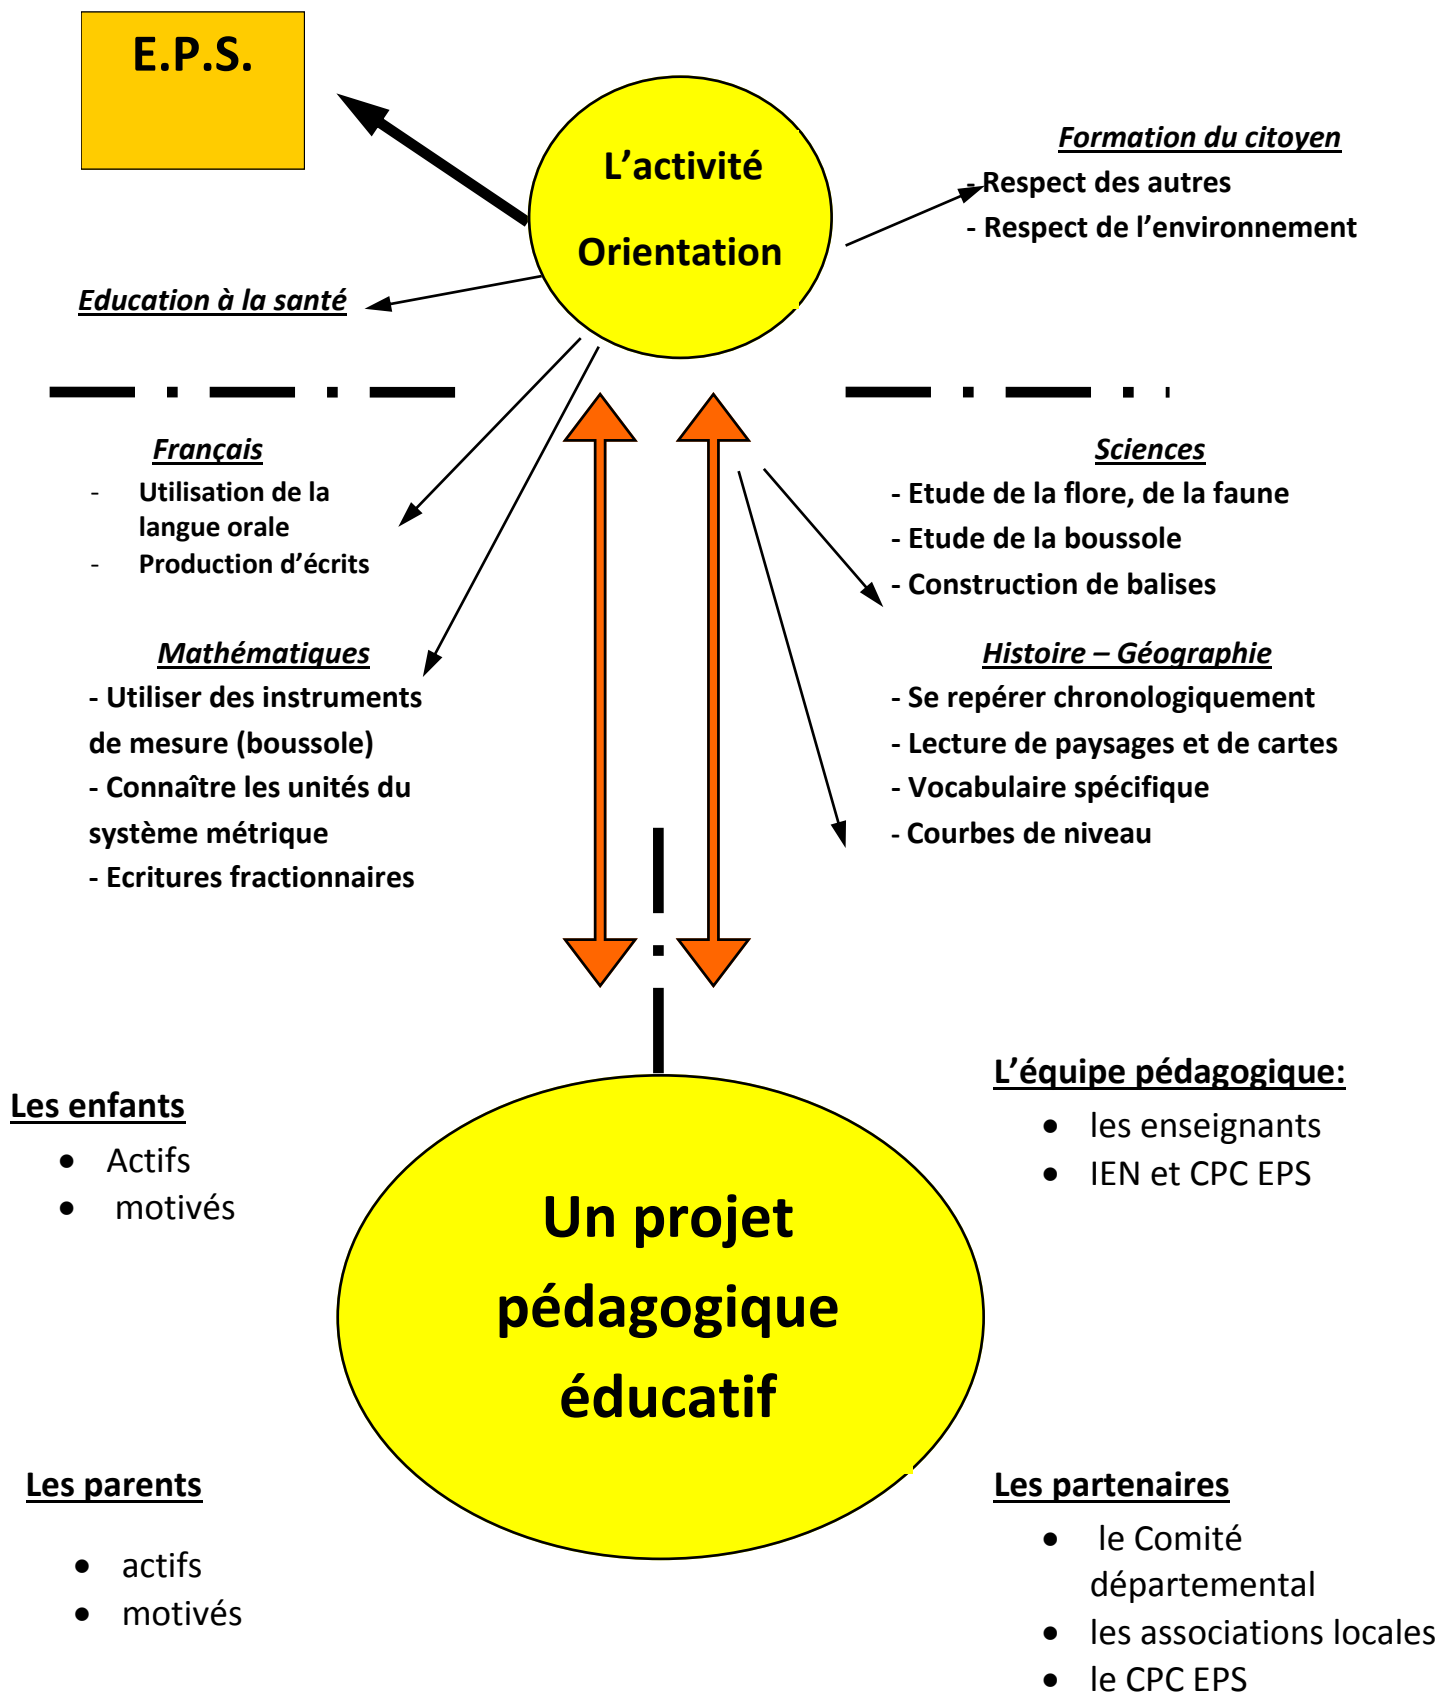 E.P.S.
L’activité
Orientation
Formation du citoyen
- Respect des autres
- Respect de l’environnement
Education à la santé
Français
- Utilisation de la
langue orale
- Production d’écrits
Mathématiques
- Utiliser des instruments
de mesure (boussole)
- Connaître les unités du
système métrique
- Ecritures fractionnaires
Sciences
- Etude de la flore, de la faune
- Etude de la boussole
- Construction de balises
Histoire – Géographie
- Se repérer chronologiquement
- Lecture de paysages et de cartes
- Vocabulaire spécifique
- Courbes de niveau
Les enfants
• Actifs
• motivés
L’équipe pédagogique:
• les enseignants
• IEN et CPC EPS
Un projet
pédagogique
éducatif
Les parents
• actifs
• motivés
Les partenaires
• le Comité
départemental
• les associations locales
• le CPC EPS